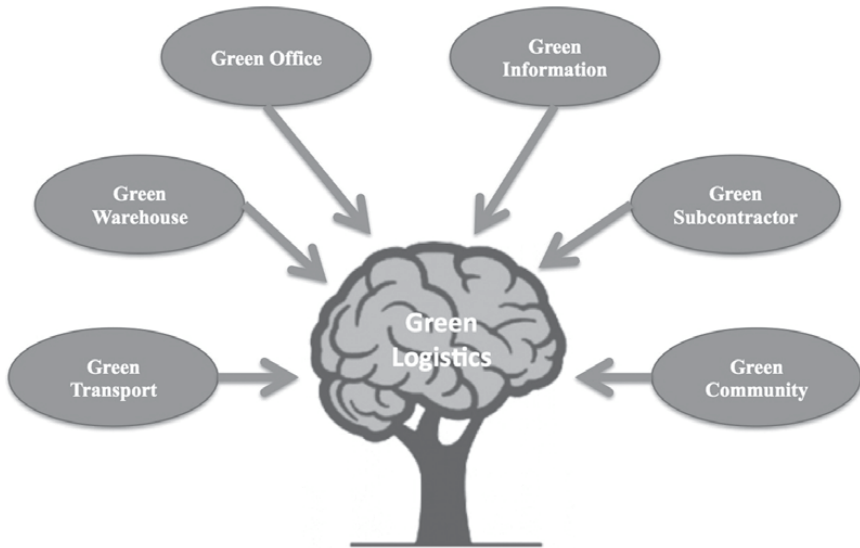 Green Office
Green
Information
Green
Warehouse
Green
Subcontractor
Green
Logistics
Green
Transport
Green
Community